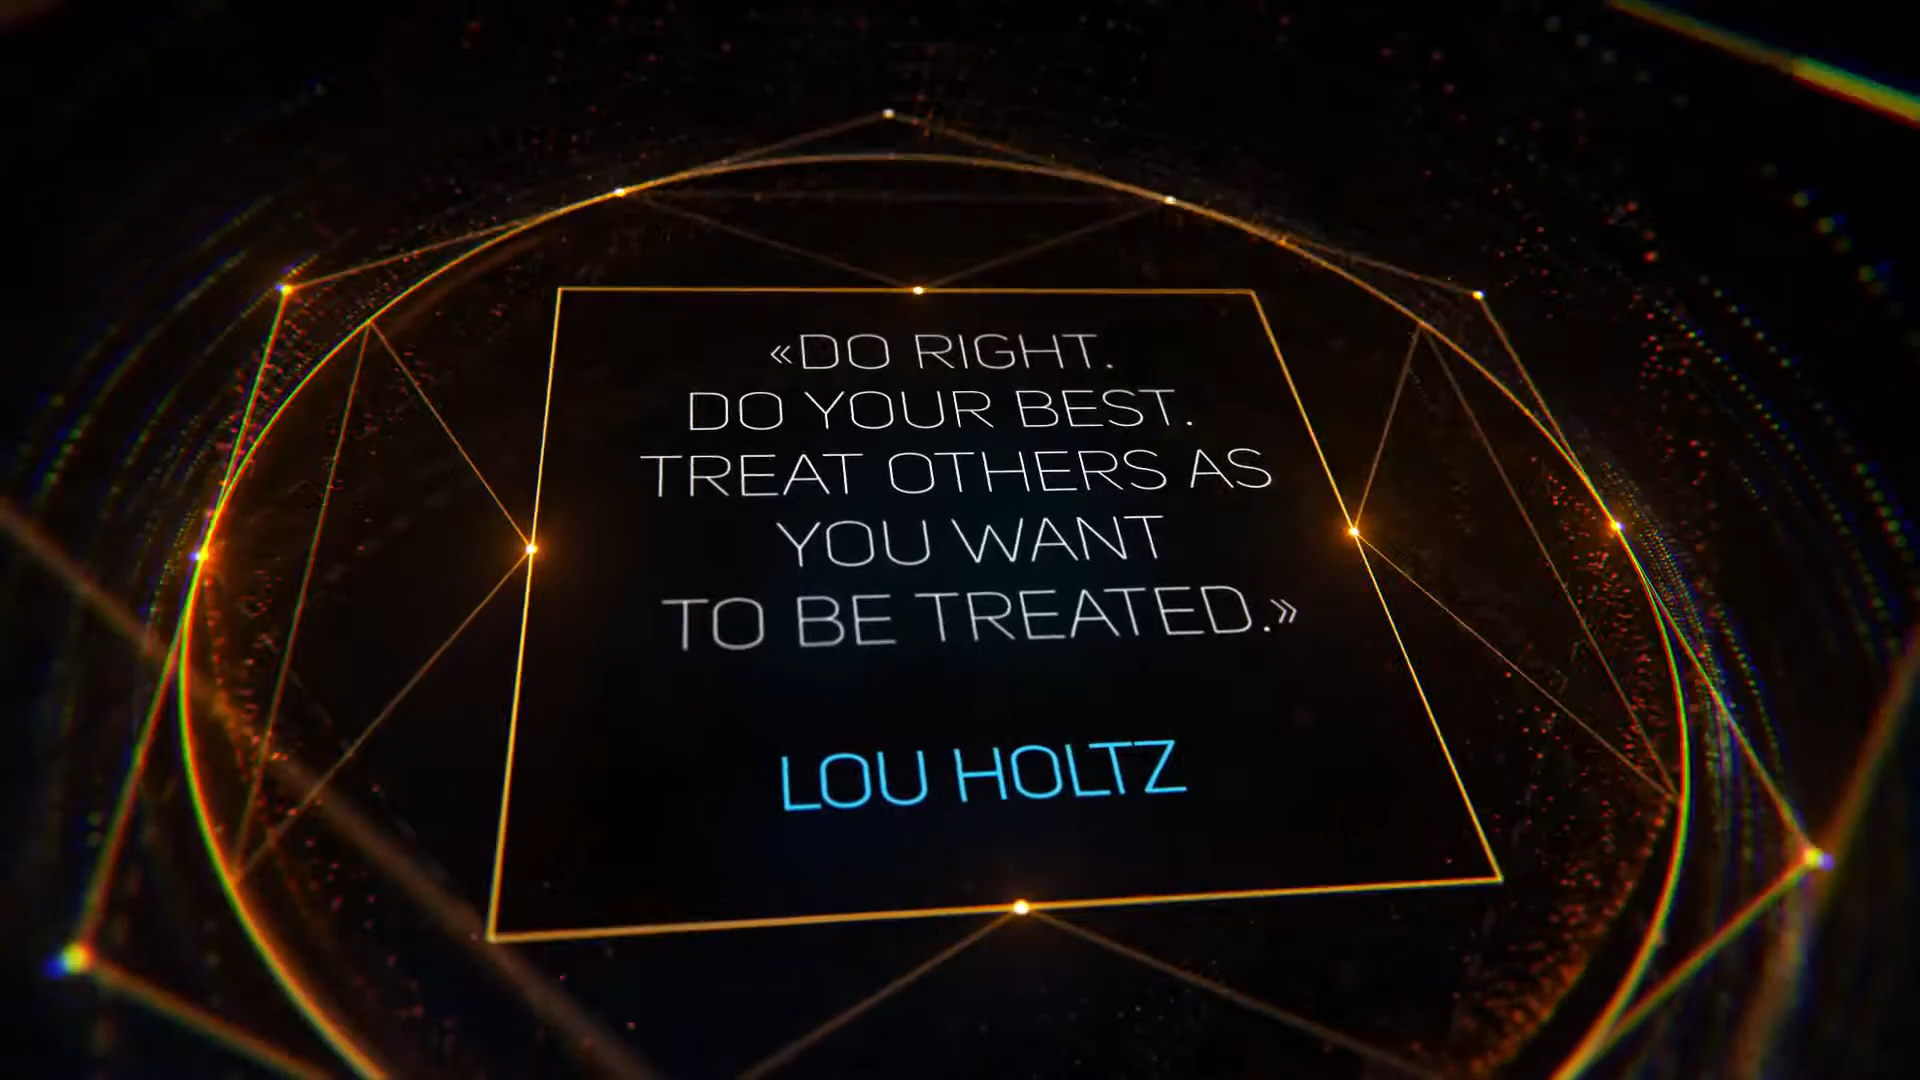 «DO RIGHT.
DO YOUR BEST.
TREAT OTHERS AS
YOU WANT
TO BE TREATED.»
LOU HOLTZ